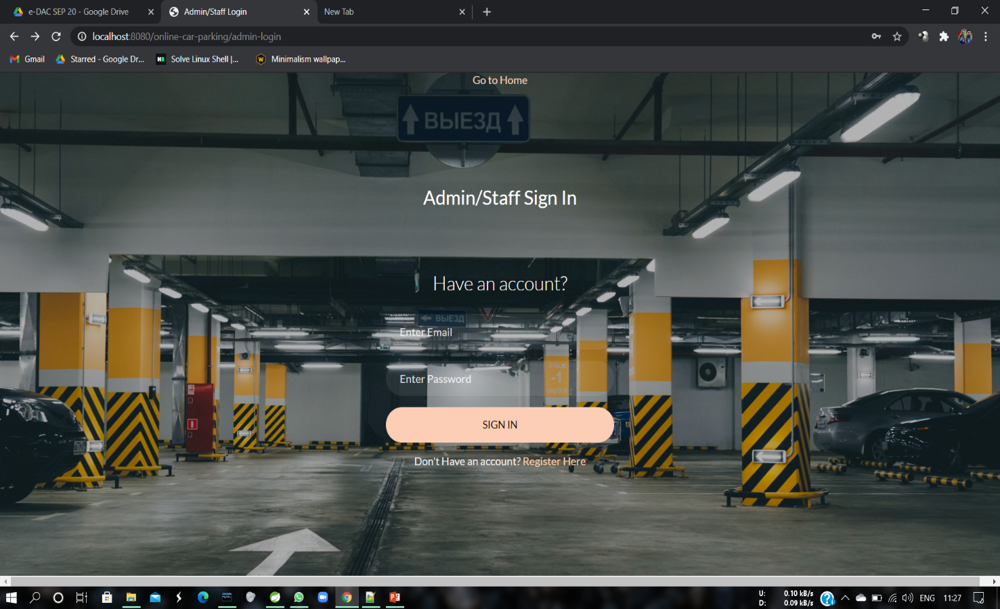 e-DAC SEP 20 - Google Drive
Admin/Staff Login
New Tab
localhost:8080/online-car-parking/admin-login
Gmail
Starred - Google Dr...
Solve Linux Shell |...
Minimalism wallpap...
Go to Home
ВЫЕЗД
Admin/Staff Sign In
Have an account?
ВЫЕЗД
Enter Email
ЭТАЖ
-1
Enter Password
SIGN IN
Don't Have an account? Register Here
U: 0.10 kB/s
D: 0.09 kB/s
ENG
11:27